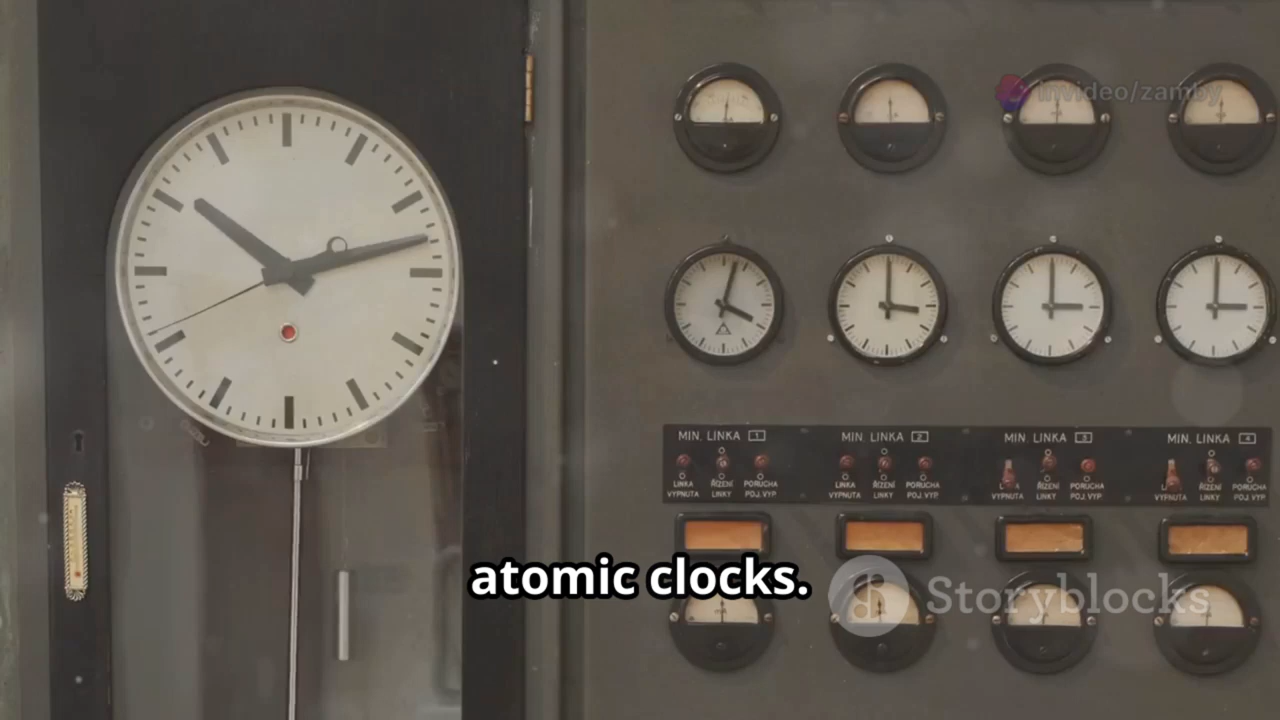 invideo/zamby
MIN. LINKA 1
MIN. LINKA 2
MIN. LINKA 3
MIN. LINKA 4
LINKA VYPNUTA
ŘÍZENÍ LINKY
PORUCHA POJ. VYP.
LINKA VYPNUTA
ŘÍZENÍ LINKY
PORUCHA POJ. VYP.
VYPNUTA
ŘÍZENÍ LINKY
PORUCHA POJ. VYP.
VYPNUTA
ŘÍZENÍ LINKY
PORUCHA POJ. VYP.
atomic clocks.
Storyblocks